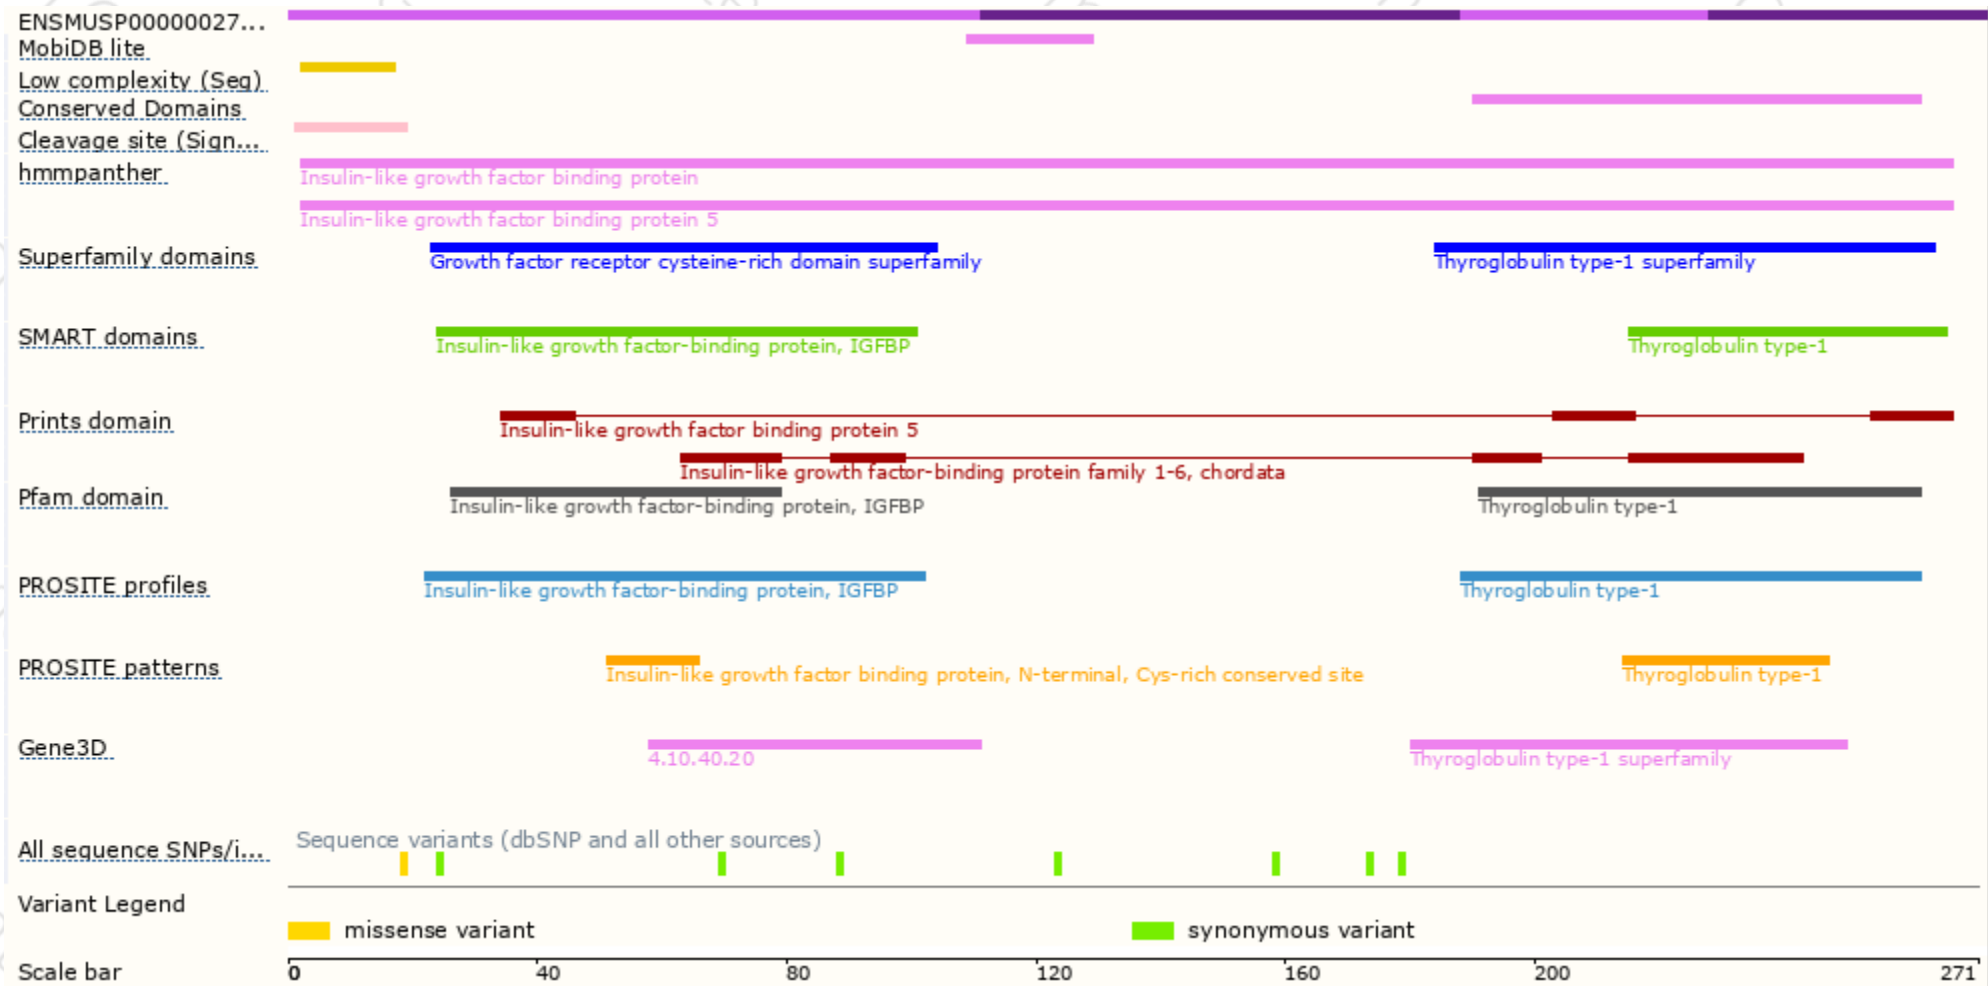 ENSMUSP00000027...
MobiDB lite
Low complexity (Seg)
Conserved Domains
Cleavage site (Sign...
hmmpanther
Insulin-like growth factor binding protein
Insulin-like growth factor binding protein 5
Superfamily domains
Growth factor receptor cysteine-rich domain superfamily Thyroglobulin type-1 superfamily
SMART domains
Insulin-like growth factor-binding protein, IGFBP Thyroglobulin type-1
Prints domain
Insulin-like growth factor binding protein 5
Insulin-like growth factor-binding protein family 1-6, chordata
Pfam domain
Insulin-like growth factor-binding protein, IGFBP Thyroglobulin type-1
PROSITE profiles
Insulin-like growth factor-binding protein, IGFBP Thyroglobulin type-1
PROSITE patterns
Insulin-like growth factor binding protein, N-terminal, Cys-rich conserved site Thyroglobulin type-1
Gene3D
4.10.40.20 Thyroglobulin type-1 superfamily
Sequence variants (dbSNP and all other sources)
All sequence SNPs/i...
Variant Legend
missense variant synonymous variant
Scale bar 0 40 80 120 160 200 271